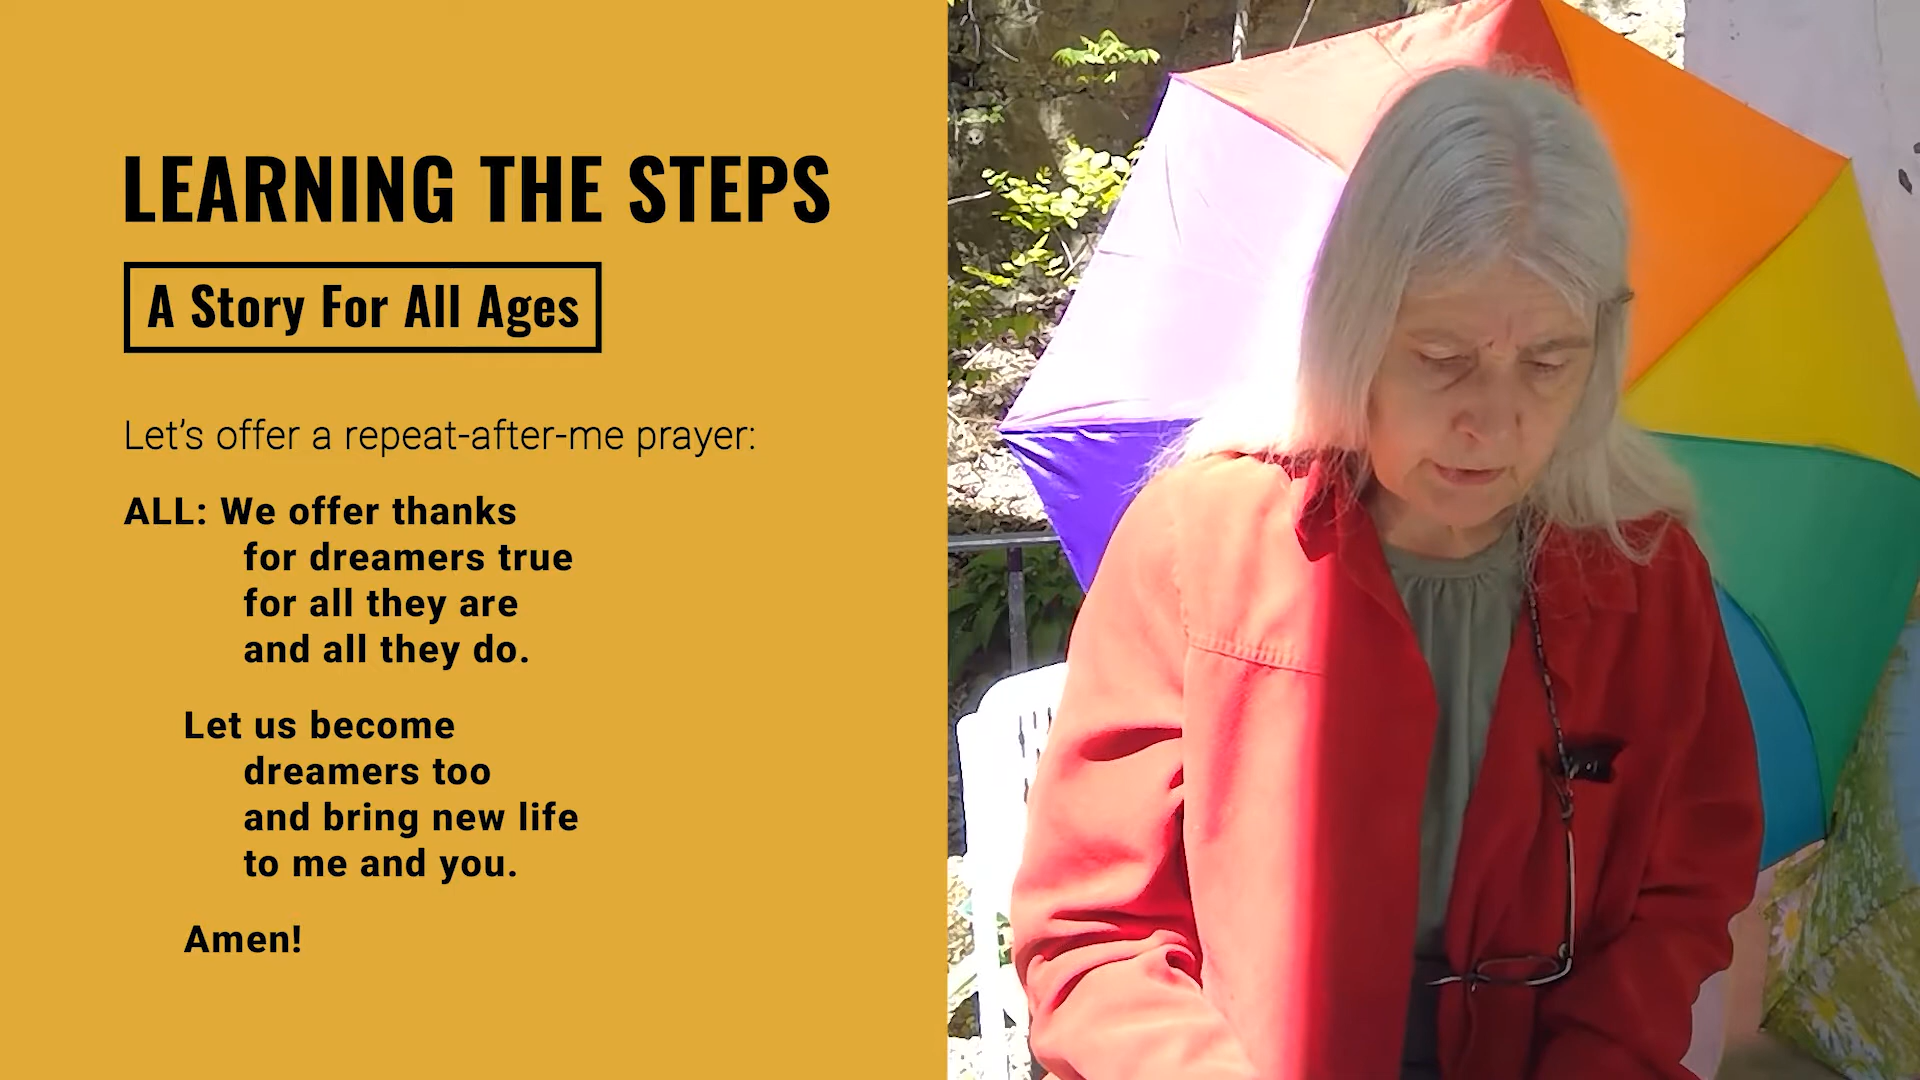 LEARNING THE STEPS
A Story For All Ages
Let’s offer a repeat-after-me prayer:
ALL: We offer thanks
for dreamers true
for all they are
and all they do.
Let us become
dreamers too
and bring new life
to me and you.
Amen!